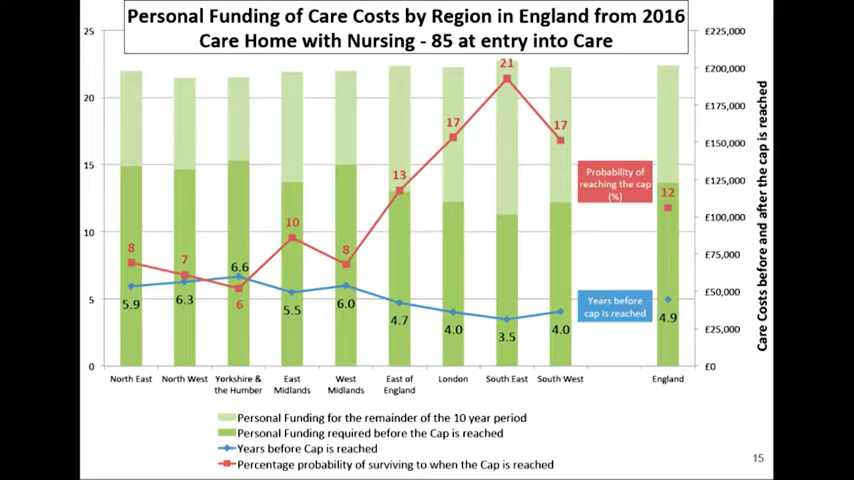 Personal Funding of Care Costs by Region in England from 2016
Care Home with Nursing - 85 at entry into Care
25
20
15
10
5
0
£225,000
£200,000
£175,000
£150,000
£125,000
£100,000
£75,000
£50,000
£25,000
£0
Care Costs before and after the cap is reached
8
7
6
10
8
13
17
21
17
12
5.9
6.3
6.6
5.5
6.0
4.7
4.0
3.5
4.0
4.9
Probability of
reaching the cap
(%)
Years before
cap is reached
North East
North West
Yorkshire &
the Humber
East
Midlands
West
Midlands
East of
England
London
South East
South West
England
Personal Funding for the remainder of the 10 year period
Personal Funding required before the Cap is reached
Years before Cap is reached
Percentage probability of surviving to when the Cap is reached
15